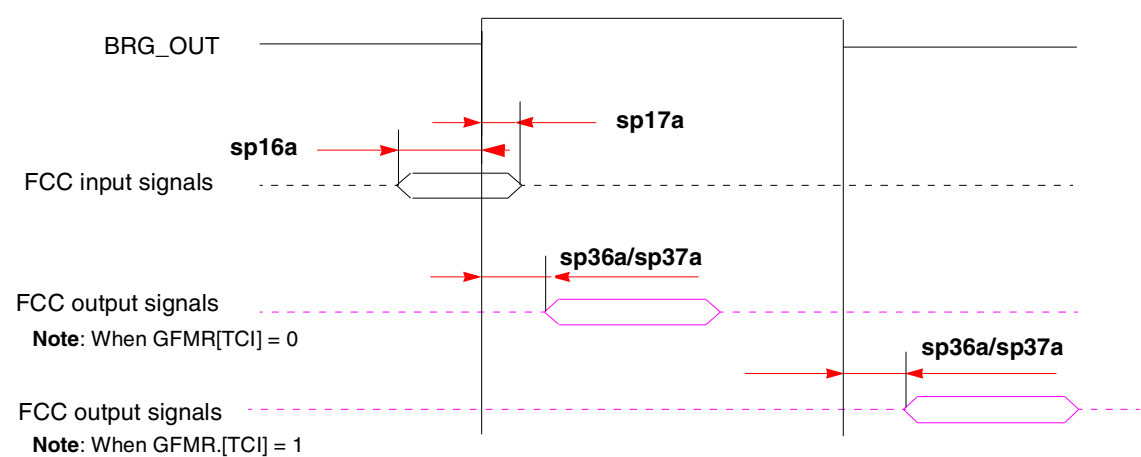 BRG_OUT
sp17a
sp16a
FCC input signals
sp36a/sp37a
FCC output signals
Note: When GFMR[TCI] = 0
sp36a/sp37a
FCC output signals
Note: When GFMR.[TCI] = 1